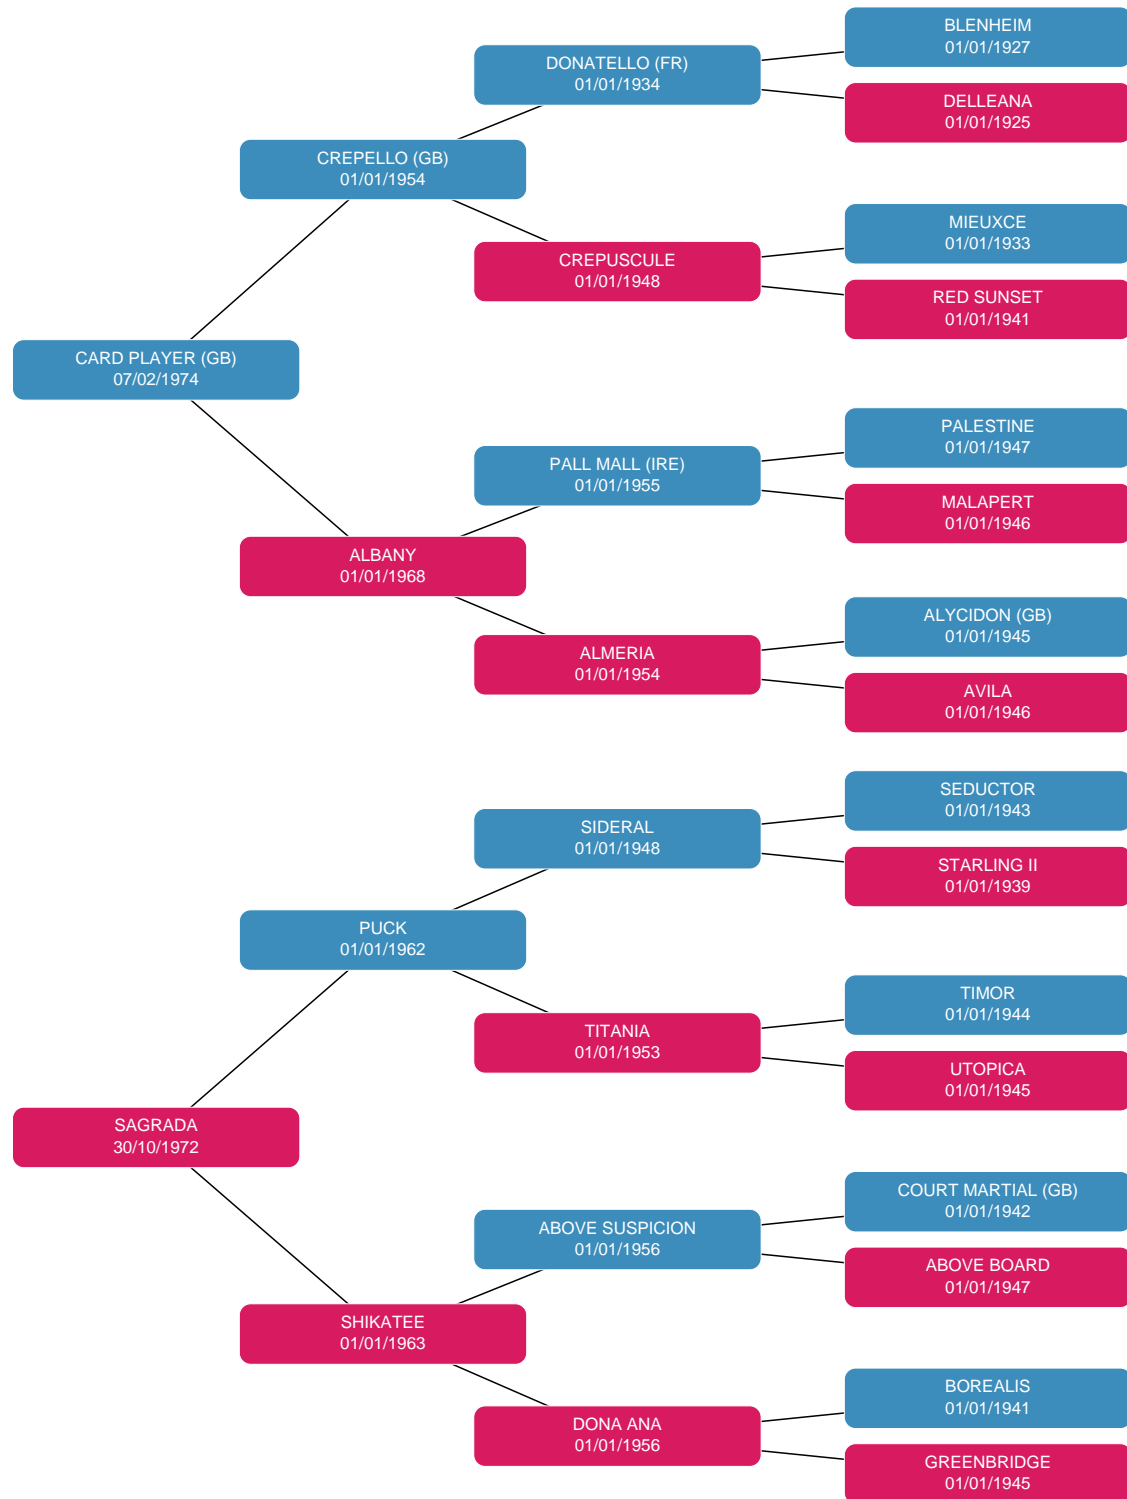 BLENHEIM
01/01/1927
DONATELLO (FR)
01/01/1934
DELLEANA
01/01/1925
CREPELLO (GB)
01/01/1954
MIEUXCE
01/01/1933
CREPUSCULE
01/01/1948
RED SUNSET
01/01/1941
CARD PLAYER (GB)
07/02/1974
PALESTINE
01/01/1947
PALL MALL (IRE)
01/01/1955
MALAPERT
01/01/1946
ALBANY
01/01/1968
ALYCIDON (GB)
01/01/1945
ALMERIA
01/01/1954
AVILA
01/01/1946
SEDUCTOR
01/01/1943
SIDERAL
01/01/1948
STARLING II
01/01/1939
PUCK
01/01/1962
TIMOR
01/01/1944
TITANIA
01/01/1953
UTOPICA
01/01/1945
SAGRADA
30/10/1972
COURT MARTIAL (GB)
01/01/1942
ABOVE SUSPICION
01/01/1956
ABOVE BOARD
01/01/1947
SHIKATEE
01/01/1963
BOREALIS
01/01/1941
DONA ANA
01/01/1956
GREENBRIDGE
01/01/1945